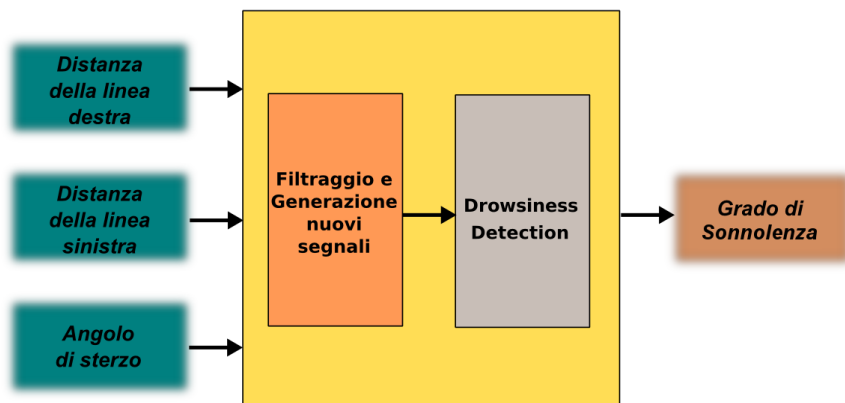 Distanza
della linea
destra
Distanza
della linea
sinistra
Angolo
di sterzo
Filtraggio e
Generazione
nuovi
segnali
Drowsiness
Detection
Grado di
Sonnolenza